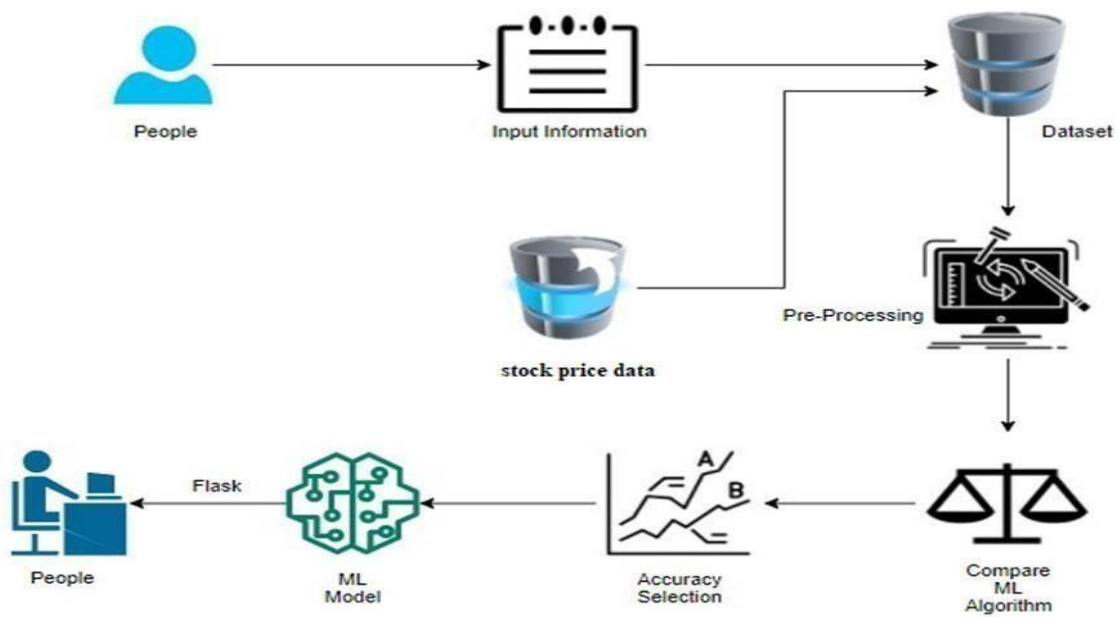 People
Input Information
Dataset
Pre-Processing
stock price data
A
B
Flask
People
ML
Model
Accuracy
Selection
Compare
ML
Algorithm